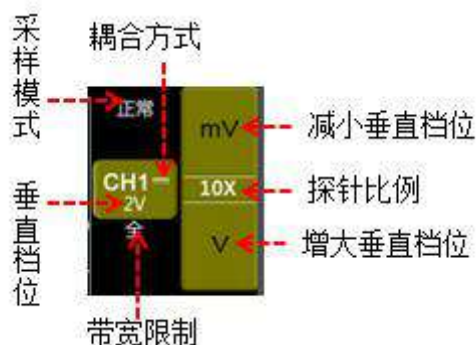 采样模式
耦合方式
正常
mV
减小垂直档位
CH1
2V
10X
探针比例
垂直档位
全
V
增大垂直档位
带宽限制